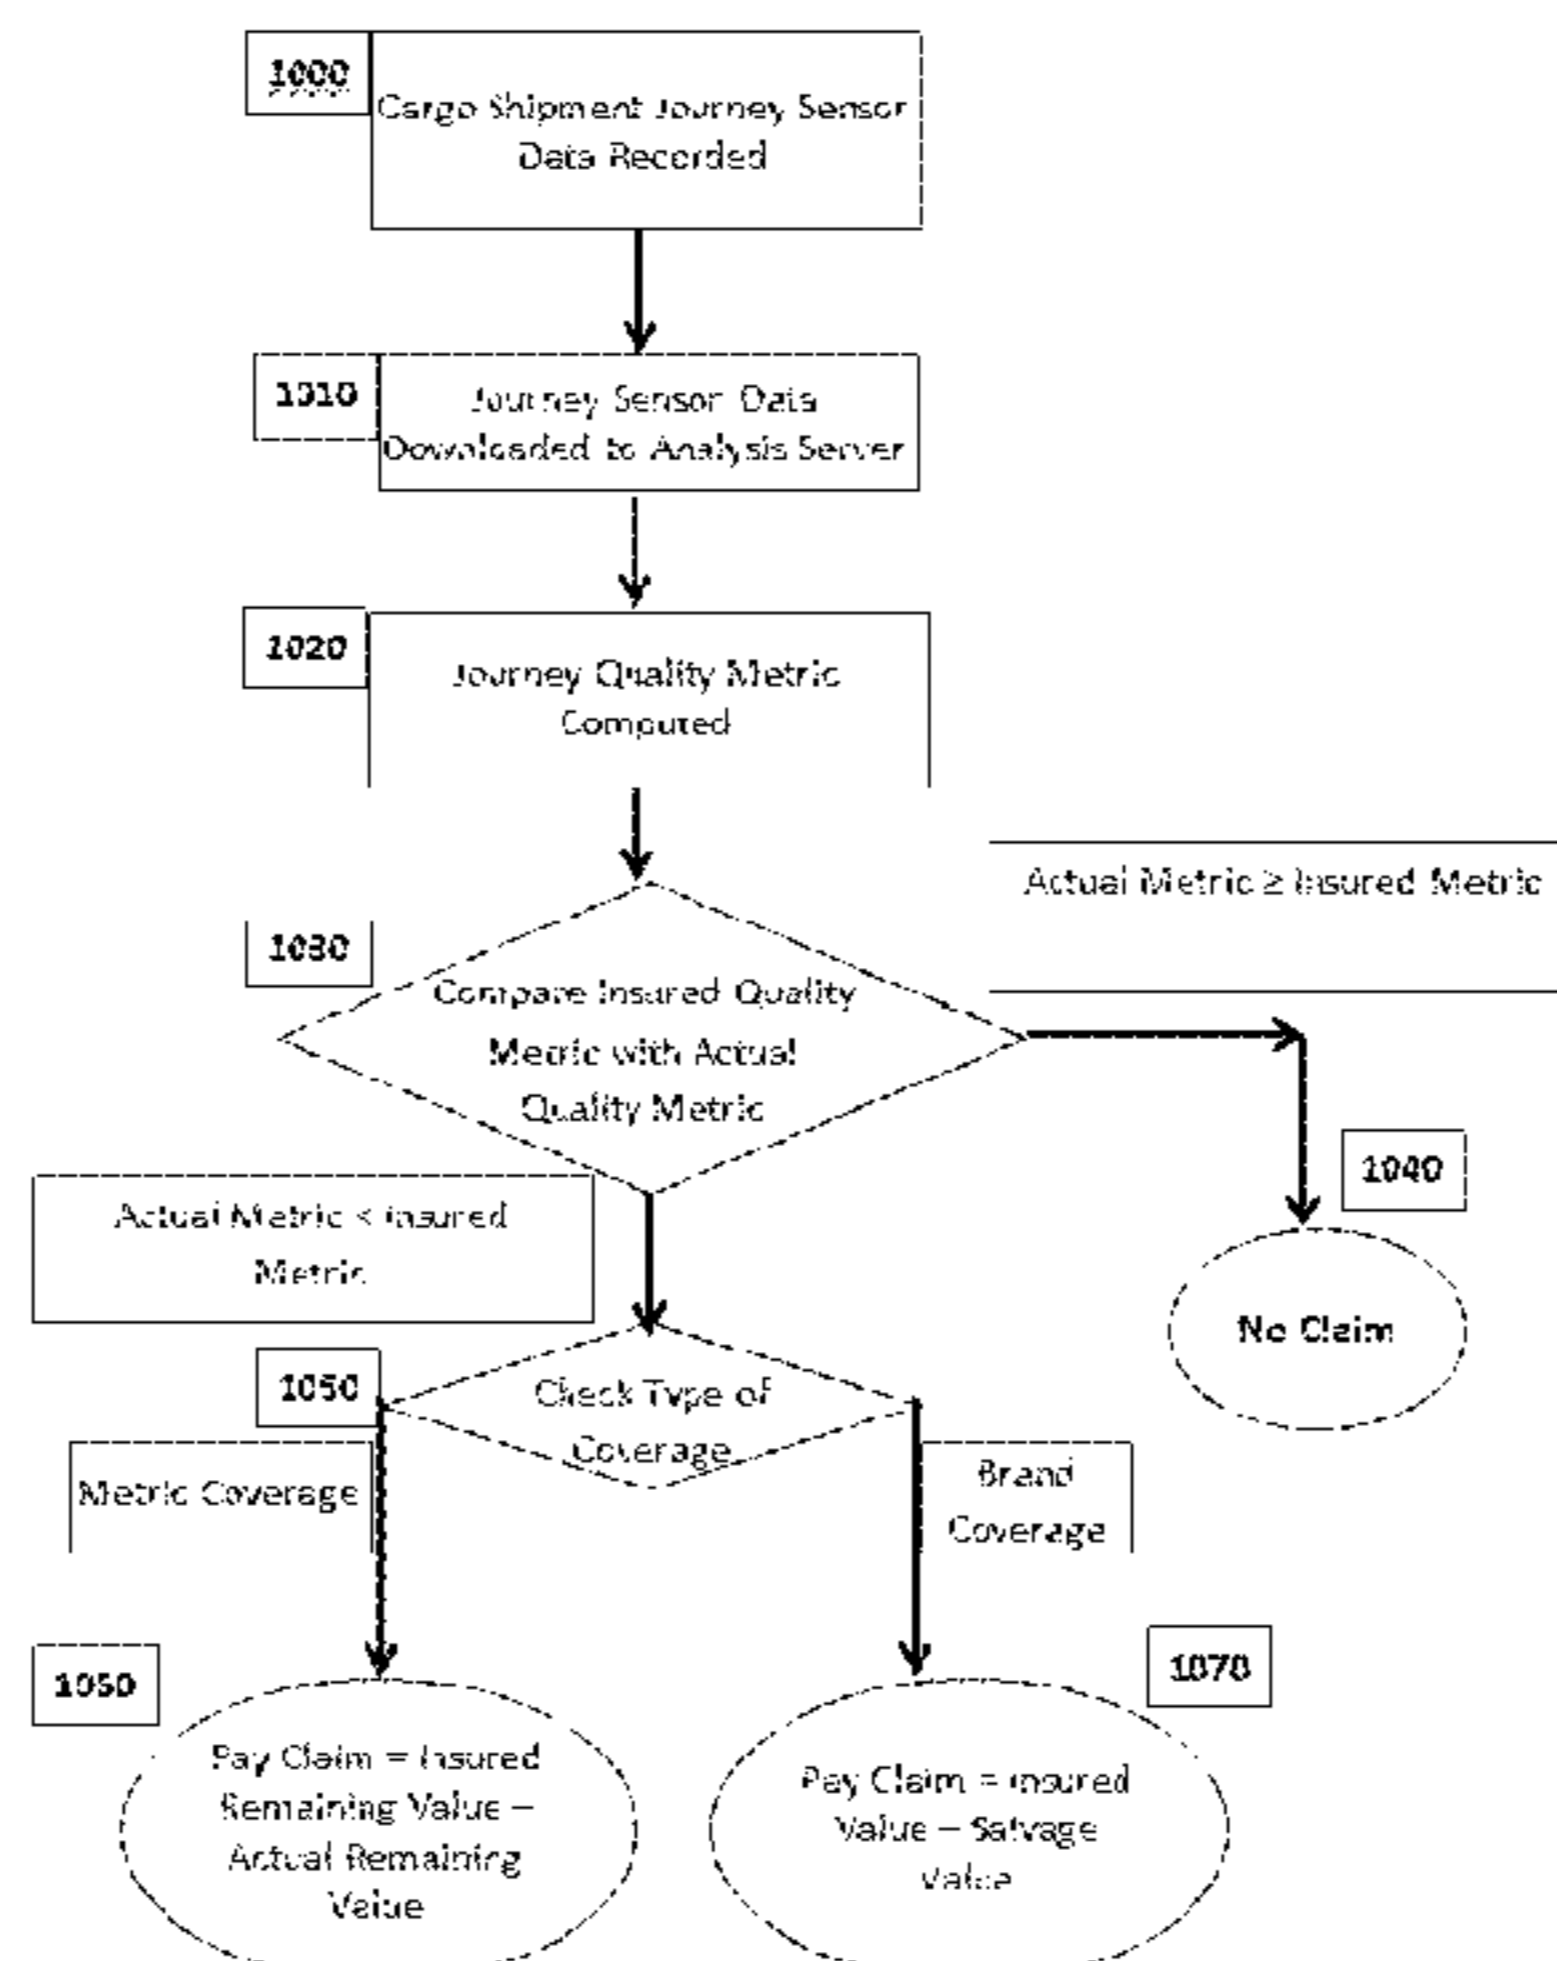 1000
Cargo Shipment Journey Sensor
Data Recorded
1010
Journey Sensor Data
Downloaded to Analysis Server
1020
Journey Quality Metric
Computed
Actual Metric ≥ Insured Metric
1030
Compare Insured Quality
Metric with Actual
Quality Metric
1040
No Claim
Actual Metric < Insured
Metric
1050
Check Type of
Coverage
Metric Coverage
Brand
Coverage
1060
Pay Claim = Insured
Remaining Value –
Actual Remaining
Value
1070
Pay Claim = Insured
Value – Salvage
Value